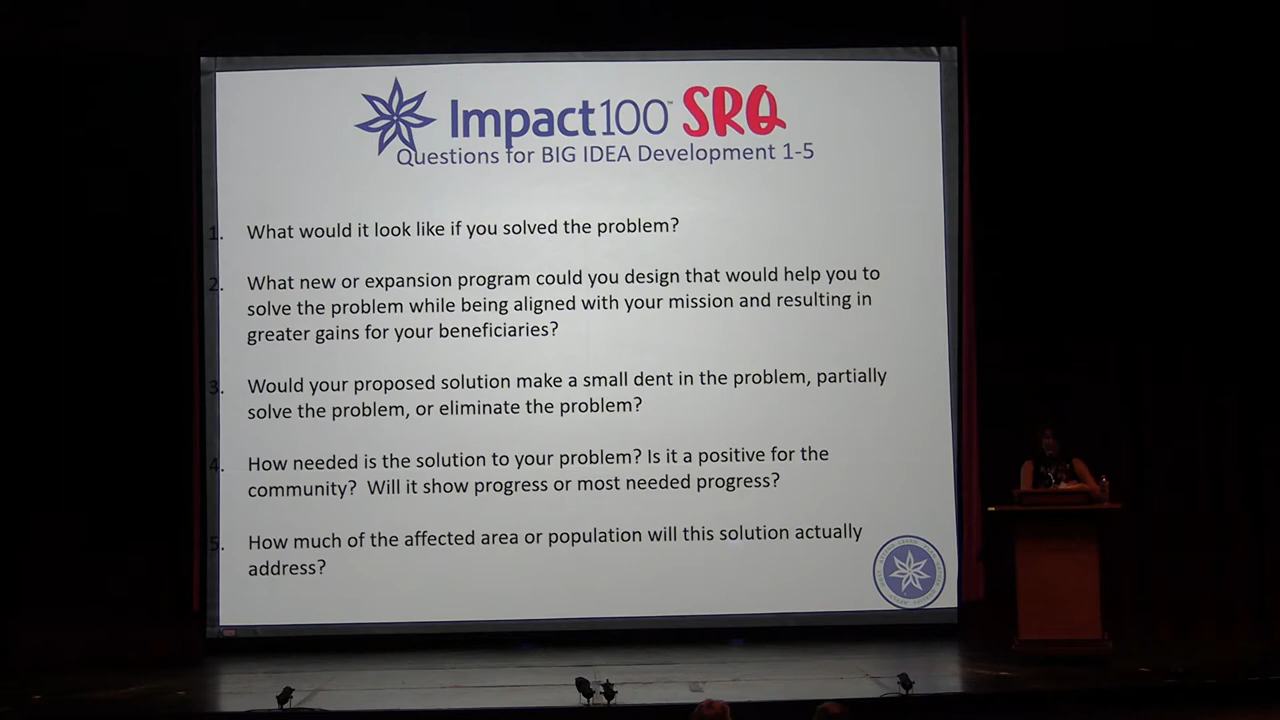 Impact100™ SRQ
Questions for BIG IDEA Development 1-5
1. What would it look like if you solved the problem?
2. What new or expansion program could you design that would help you to
solve the problem while being aligned with your mission and resulting in
greater gains for your beneficiaries?
3. Would your proposed solution make a small dent in the problem, partially
solve the problem, or eliminate the problem?
4. How needed is the solution to your problem? Is it a positive for the
community?  Will it show progress or most needed progress?
5. How much of the affected area or population will this solution actually
address?